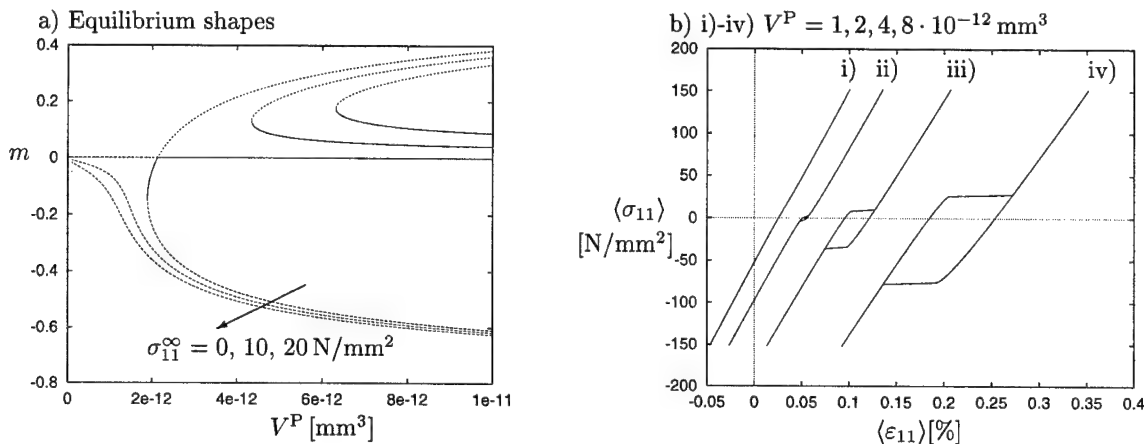 a) Equilibrium shapes
0.4
0.2
0
-0.2
-0.4
-0.6
-0.8
m
σ₁₁^∞ = 0, 10, 20 N/mm²
0 2e-12 4e-12 6e-12 8e-12 1e-11
V^P [mm³]
b) i)-iv) V^P = 1, 2, 4, 8 · 10⁻¹² mm³
200
150
100
50
0
-50
-100
-150
-200
i) ii) iii) iv)
⟨σ₁₁⟩
[N/mm²]
-0.05 0 0.05 0.1 0.15 0.2 0.25 0.3 0.35 0.4
⟨ε₁₁⟩[%]